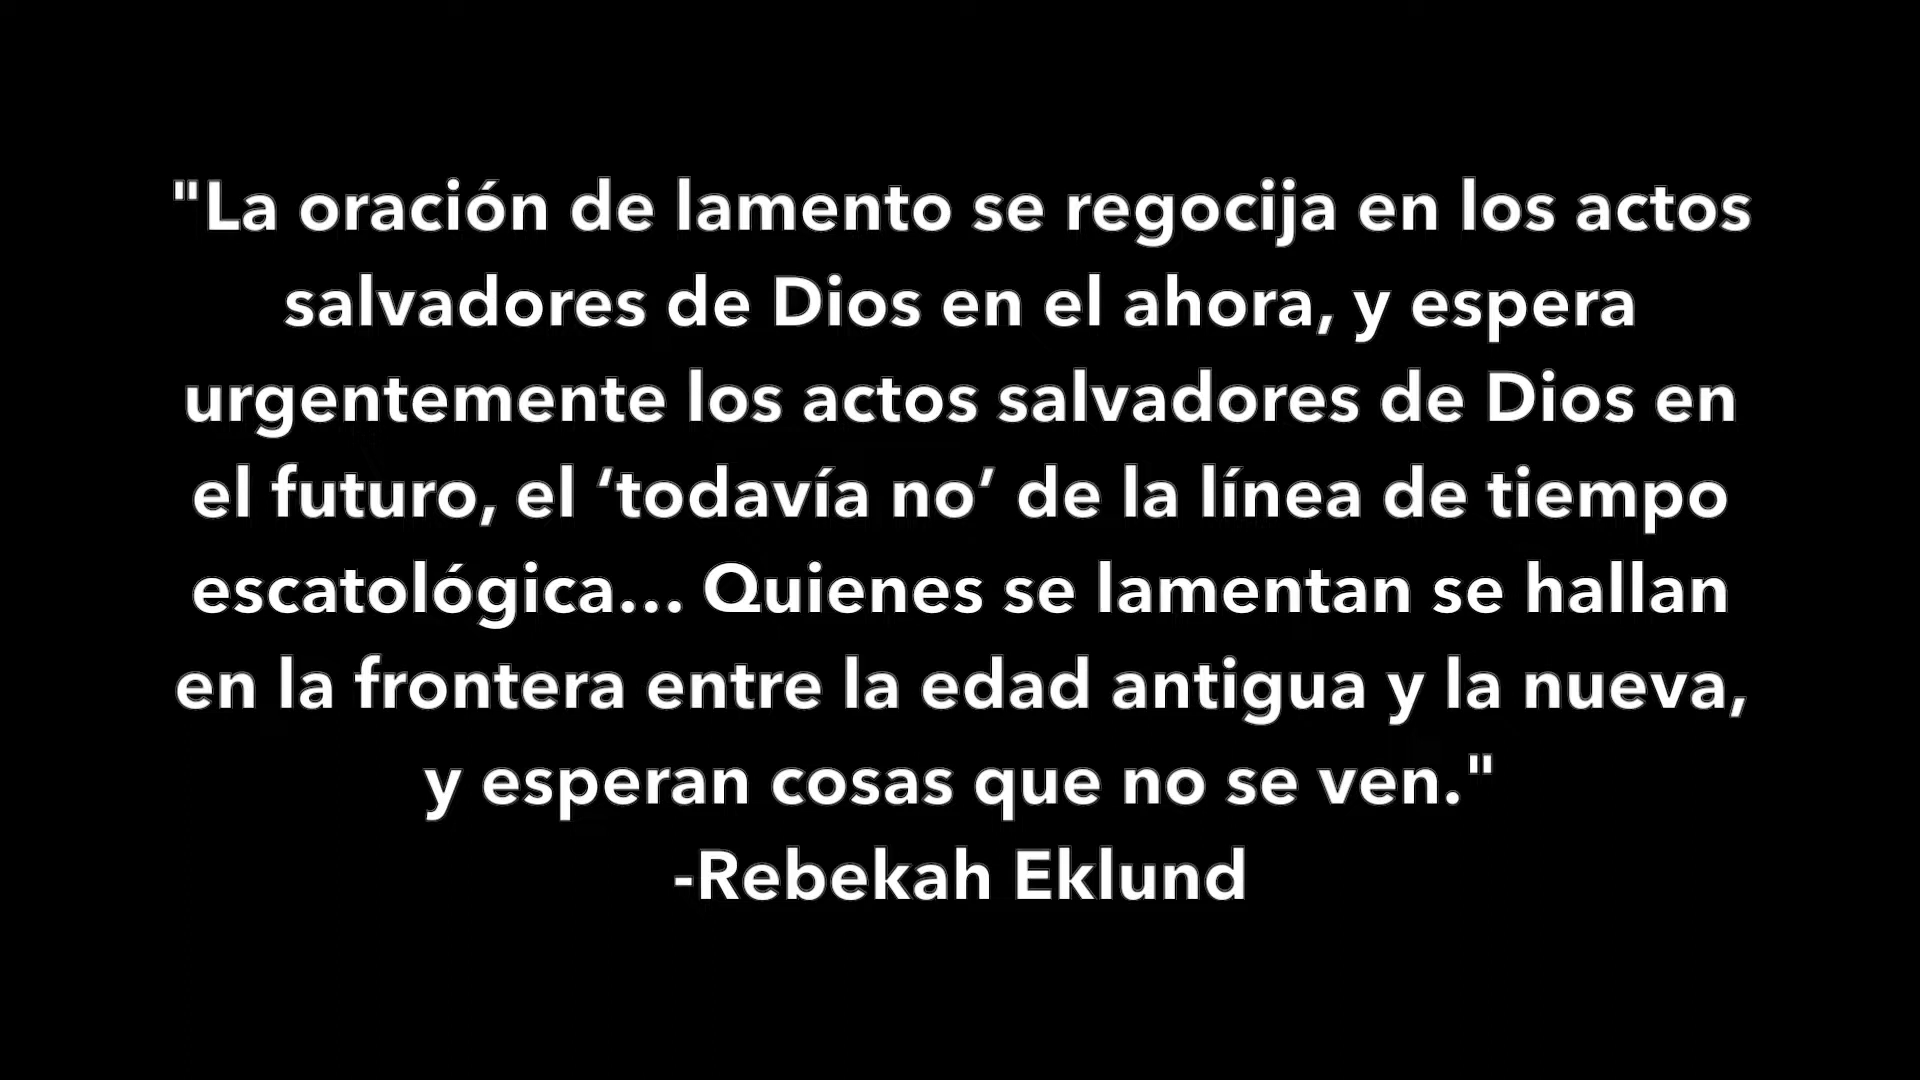 "La oración de lamento se regocija en los actos
salvadores de Dios en el ahora, y espera
urgentemente los actos salvadores de Dios en
el futuro, el ‘todavía no’ de la línea de tiempo
escatológica... Quienes se lamentan se hallan
en la frontera entre la edad antigua y la nueva,
y esperan cosas que no se ven."
-Rebekah Eklund